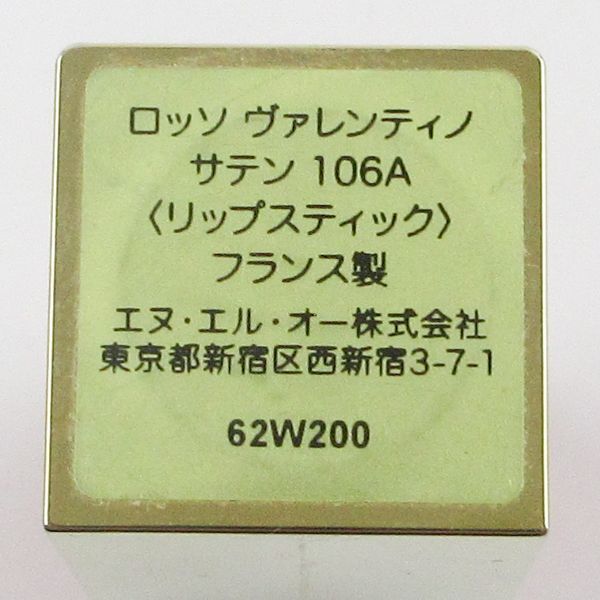 ロッソ ヴァレンティノ
サテン 106A
〈リップスティック〉
フランス製
エヌ・エル・オー株式会社
東京都新宿区西新宿3-7-1
62W200